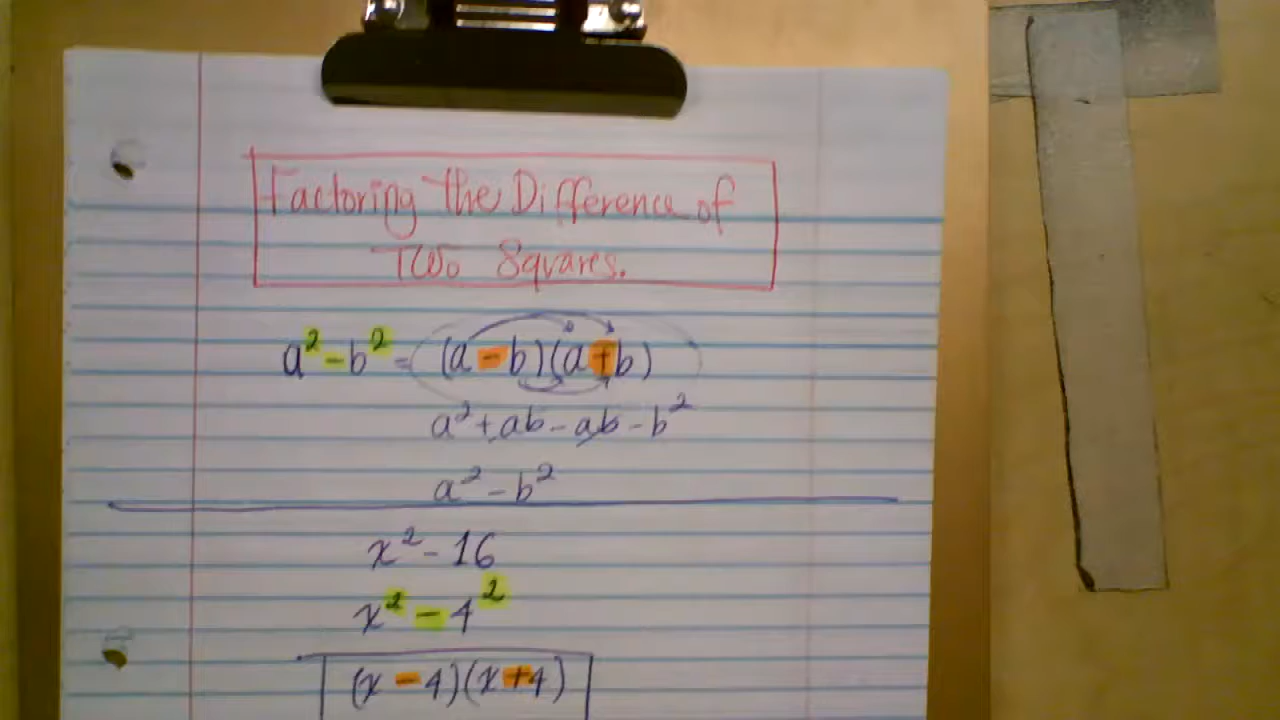 Factoring The Difference of
Two Squares.
a² - b² = (a - b)(a + b)
a² + ab - ab - b²
a² - b²
x² - 16
x² - 4²
(x - 4)(x + 4)